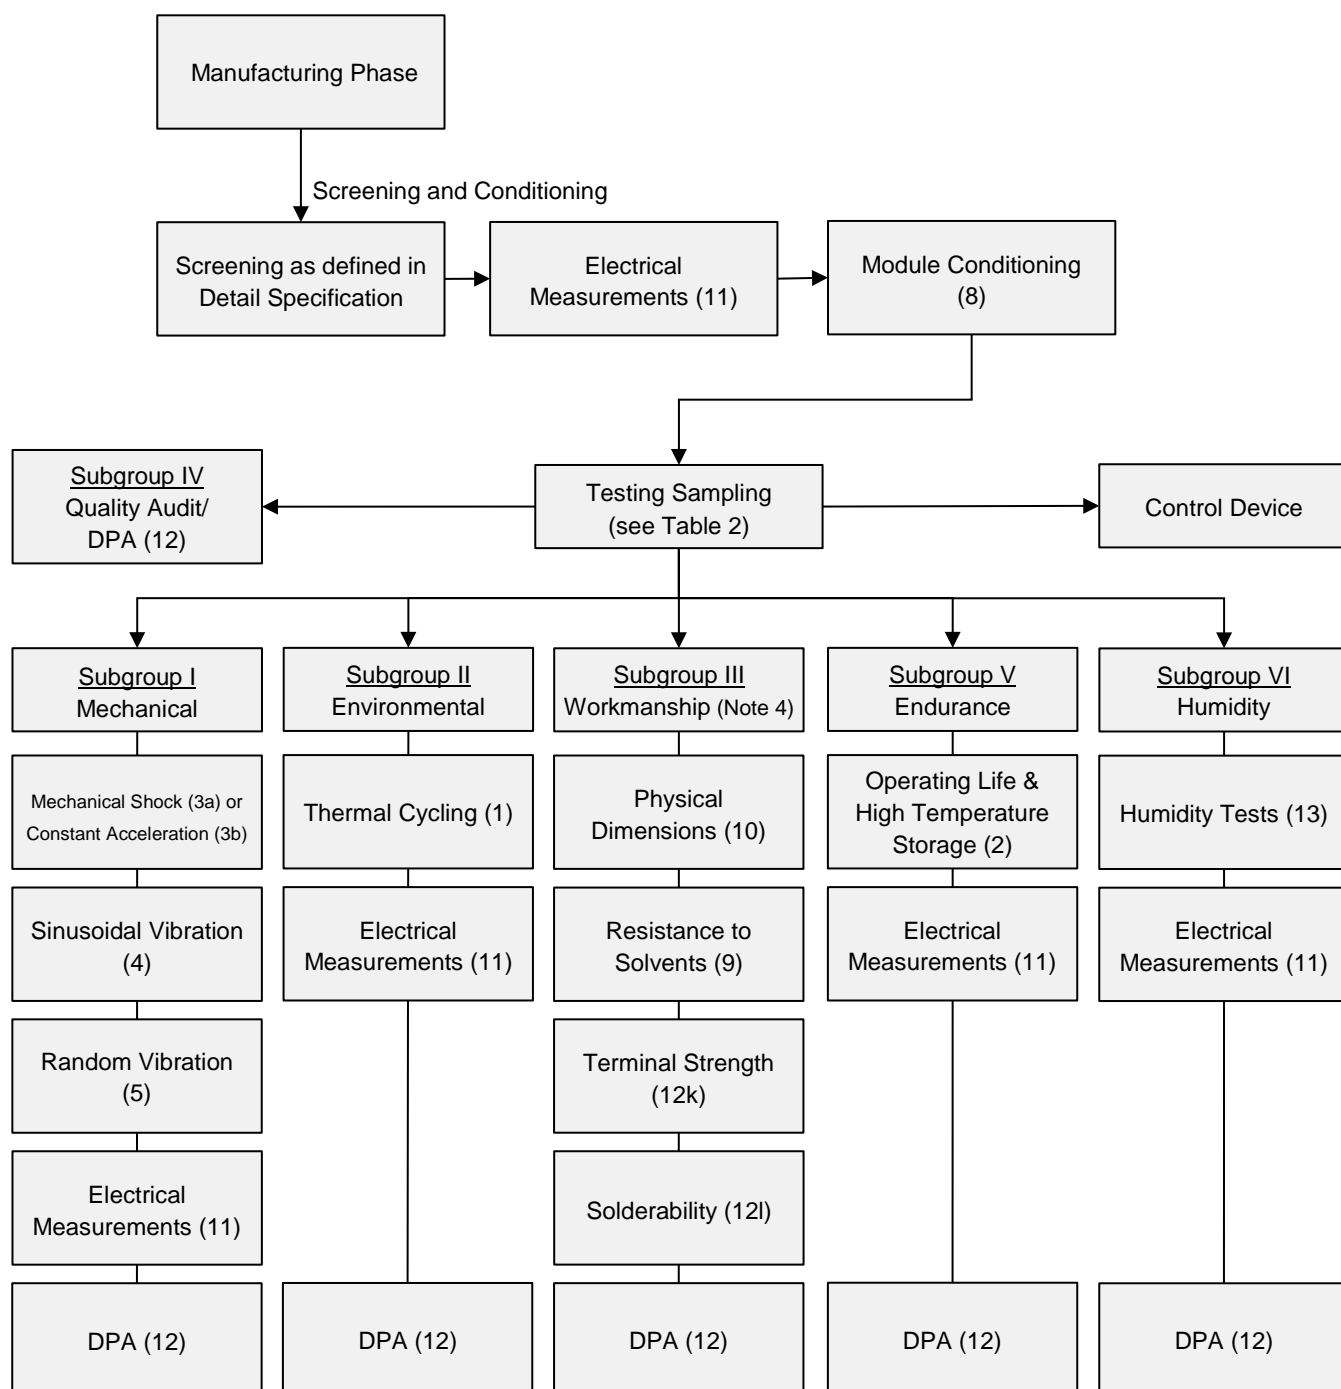 Manufacturing Phase
Screening and Conditioning
Screening as defined in
Detail Specification
Electrical
Measurements (11)
Module Conditioning
(8)
Subgroup IV
Quality Audit/
DPA (12)
Testing Sampling
(see Table 2)
Control Device
Subgroup I
Mechanical
Subgroup II
Environmental
Subgroup III
Workmanship (Note 4)
Subgroup V
Endurance
Subgroup VI
Humidity
Mechanical Shock (3a) or
Constant Acceleration (3b)
Thermal Cycling (1)
Physical
Dimensions (10)
Operating Life &
High Temperature
Storage (2)
Humidity Tests (13)
Sinusoidal Vibration
(4)
Electrical
Measurements (11)
Resistance to
Solvents (9)
Electrical
Measurements (11)
Electrical
Measurements (11)
Random Vibration
(5)
Terminal Strength
(12k)
Electrical
Measurements (11)
Solderability (12l)
DPA (12)
DPA (12)
DPA (12)
DPA (12)
DPA (12)